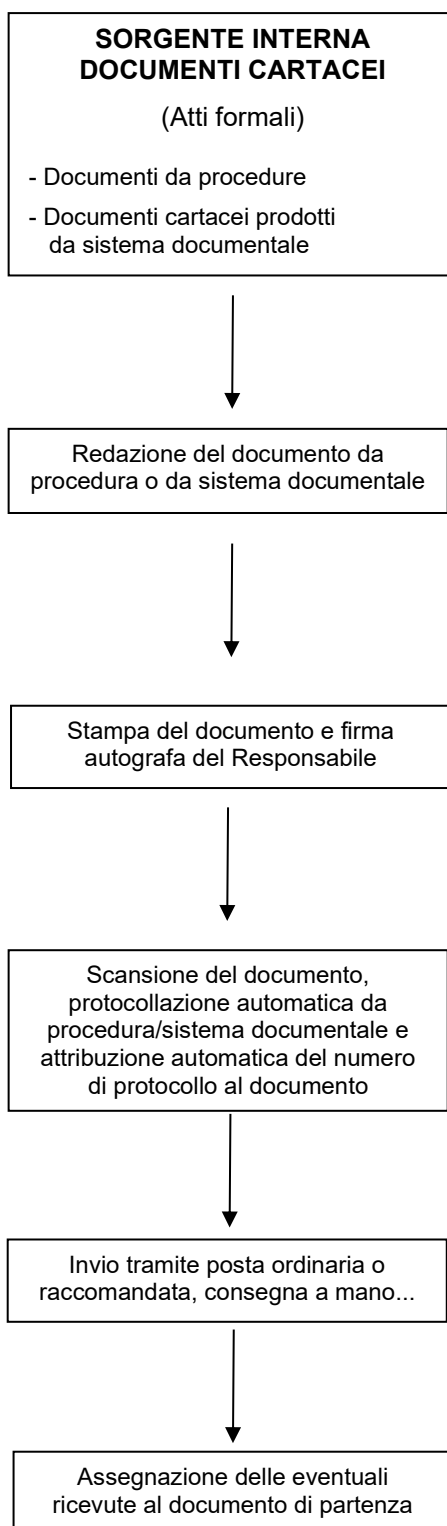 SORGENTE INTERNA
DOCUMENTI CARTACEI
(Atti formali)
- Documenti da procedure
- Documenti cartacei prodotti
da sistema documentale
Redazione del documento da
procedura o da sistema documentale
Stampa del documento e firma
autografa del Responsabile
Scansione del documento,
protocollazione automatica da
procedura/sistema documentale e
attribuzione automatica del numero
di protocollo al documento
Invio tramite posta ordinaria o
raccomandata, consegna a mano...
Assegnazione delle eventuali
ricevute al documento di partenza